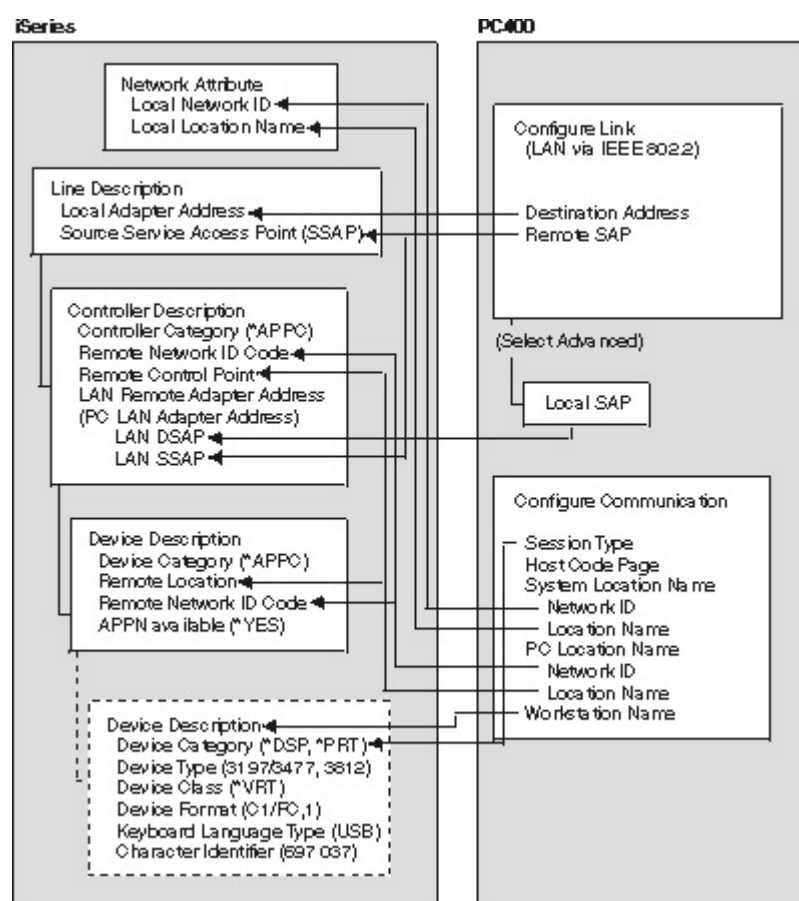 iSeries
Network Attribute
Local Network ID
Local Location Name
Line Description
Local Adapter Address
Source Service Access Point (SSAP)
Controller Description
Controller Category (*APPC)
Remote Network ID Code
Remote Control Point
LAN Remote Adapter Address
(PC LAN Adapter Address)
LAN DSAP
LAN SSAP
Device Description
Device Category (*APPC)
Remote Location
Remote Network ID Code
APPN available (*YES)
Device Description
Device Category (*DSP, *PRT)
Device Type (3197/3477, 3812)
Device Class (*VRT)
Device Format (C1/FC,1)
Keyboard Language Type (USB)
Character Identifier (697 037)
PC400
Configure Link
(LAN via IEEE802.2)
Destination Address
Remote SAP
(Select Advanced)
Local SAP
Configure Communication
Session Type
Host Code Page
System Location Name
Network ID
Location Name
PC Location Name
Network ID
Location Name
Workstation Name